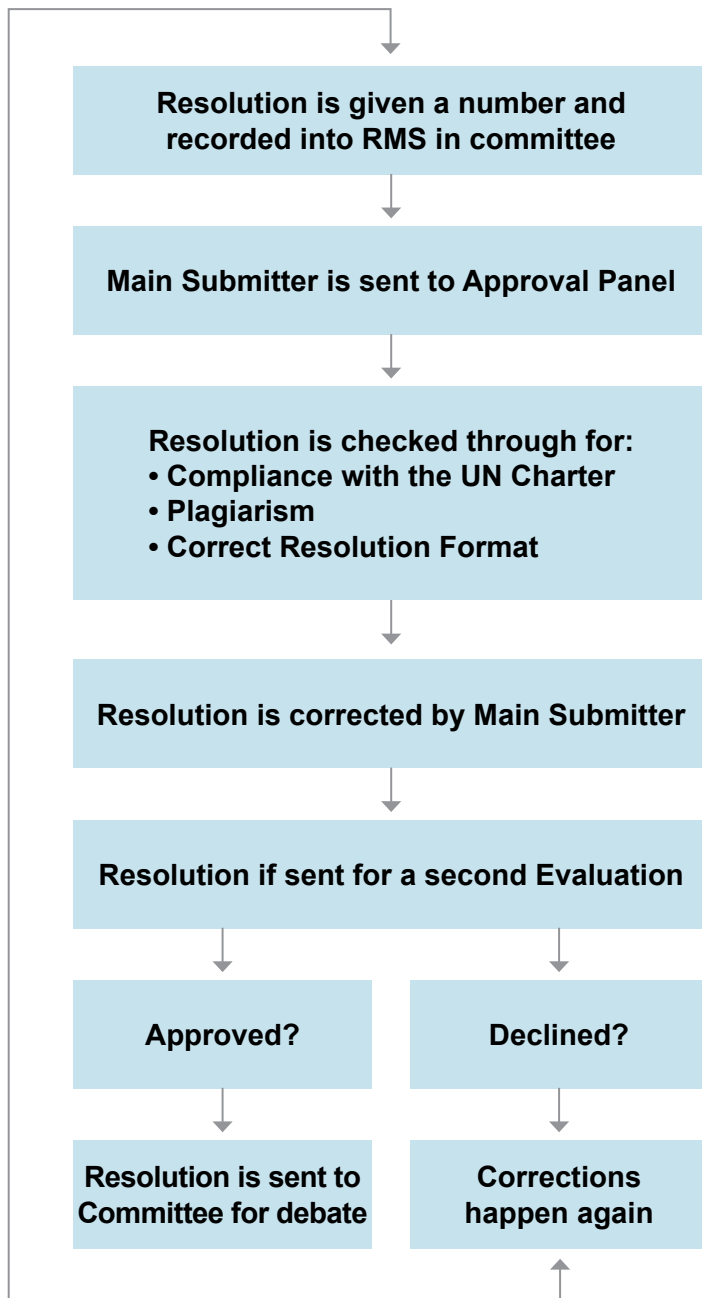 Resolution is given a number and
recorded into RMS in committee
Main Submitter is sent to Approval Panel
Resolution is checked through for:
• Compliance with the UN Charter
• Plagiarism
• Correct Resolution Format
Resolution is corrected by Main Submitter
Resolution if sent for a second Evaluation
Approved?
Declined?
Resolution is sent to
Committee for debate
Corrections
happen again